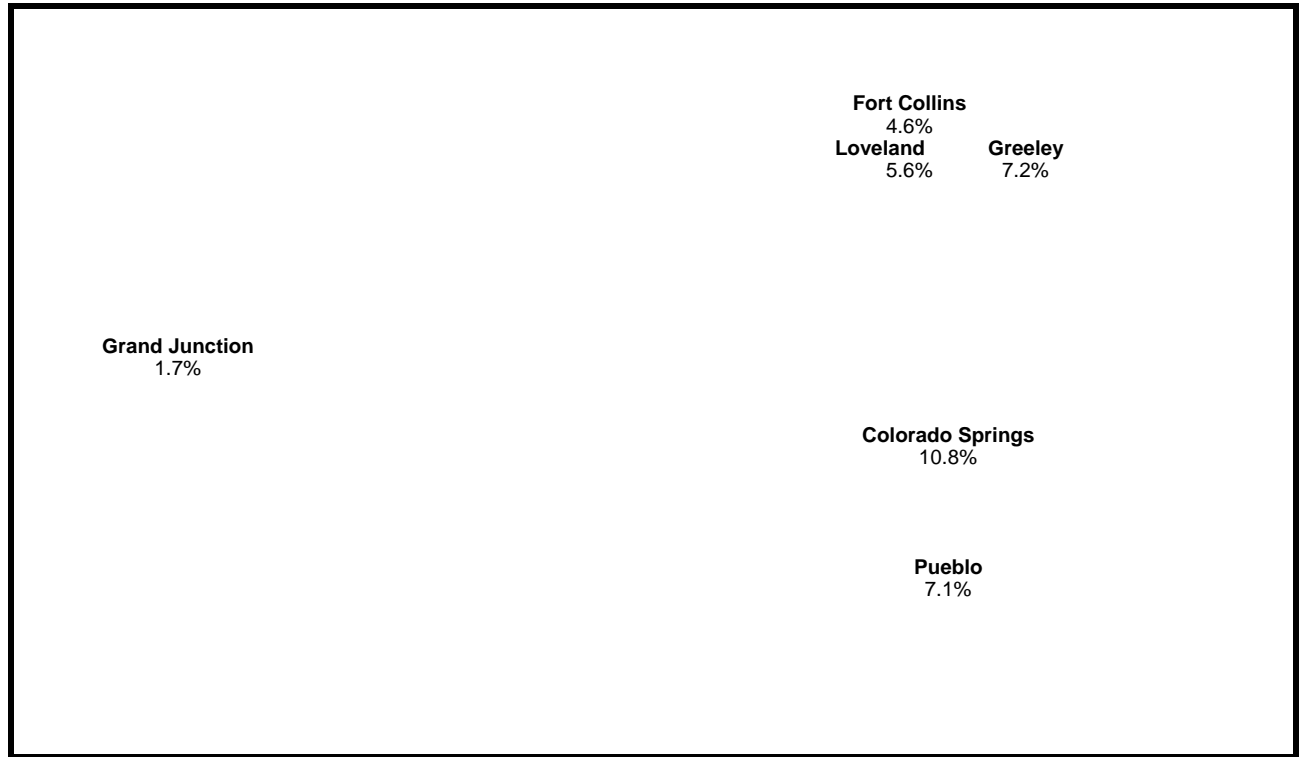 Fort Collins
4.6%
Loveland
5.6%
Greeley
7.2%
Grand Junction
1.7%
Colorado Springs
10.8%
Pueblo
7.1%